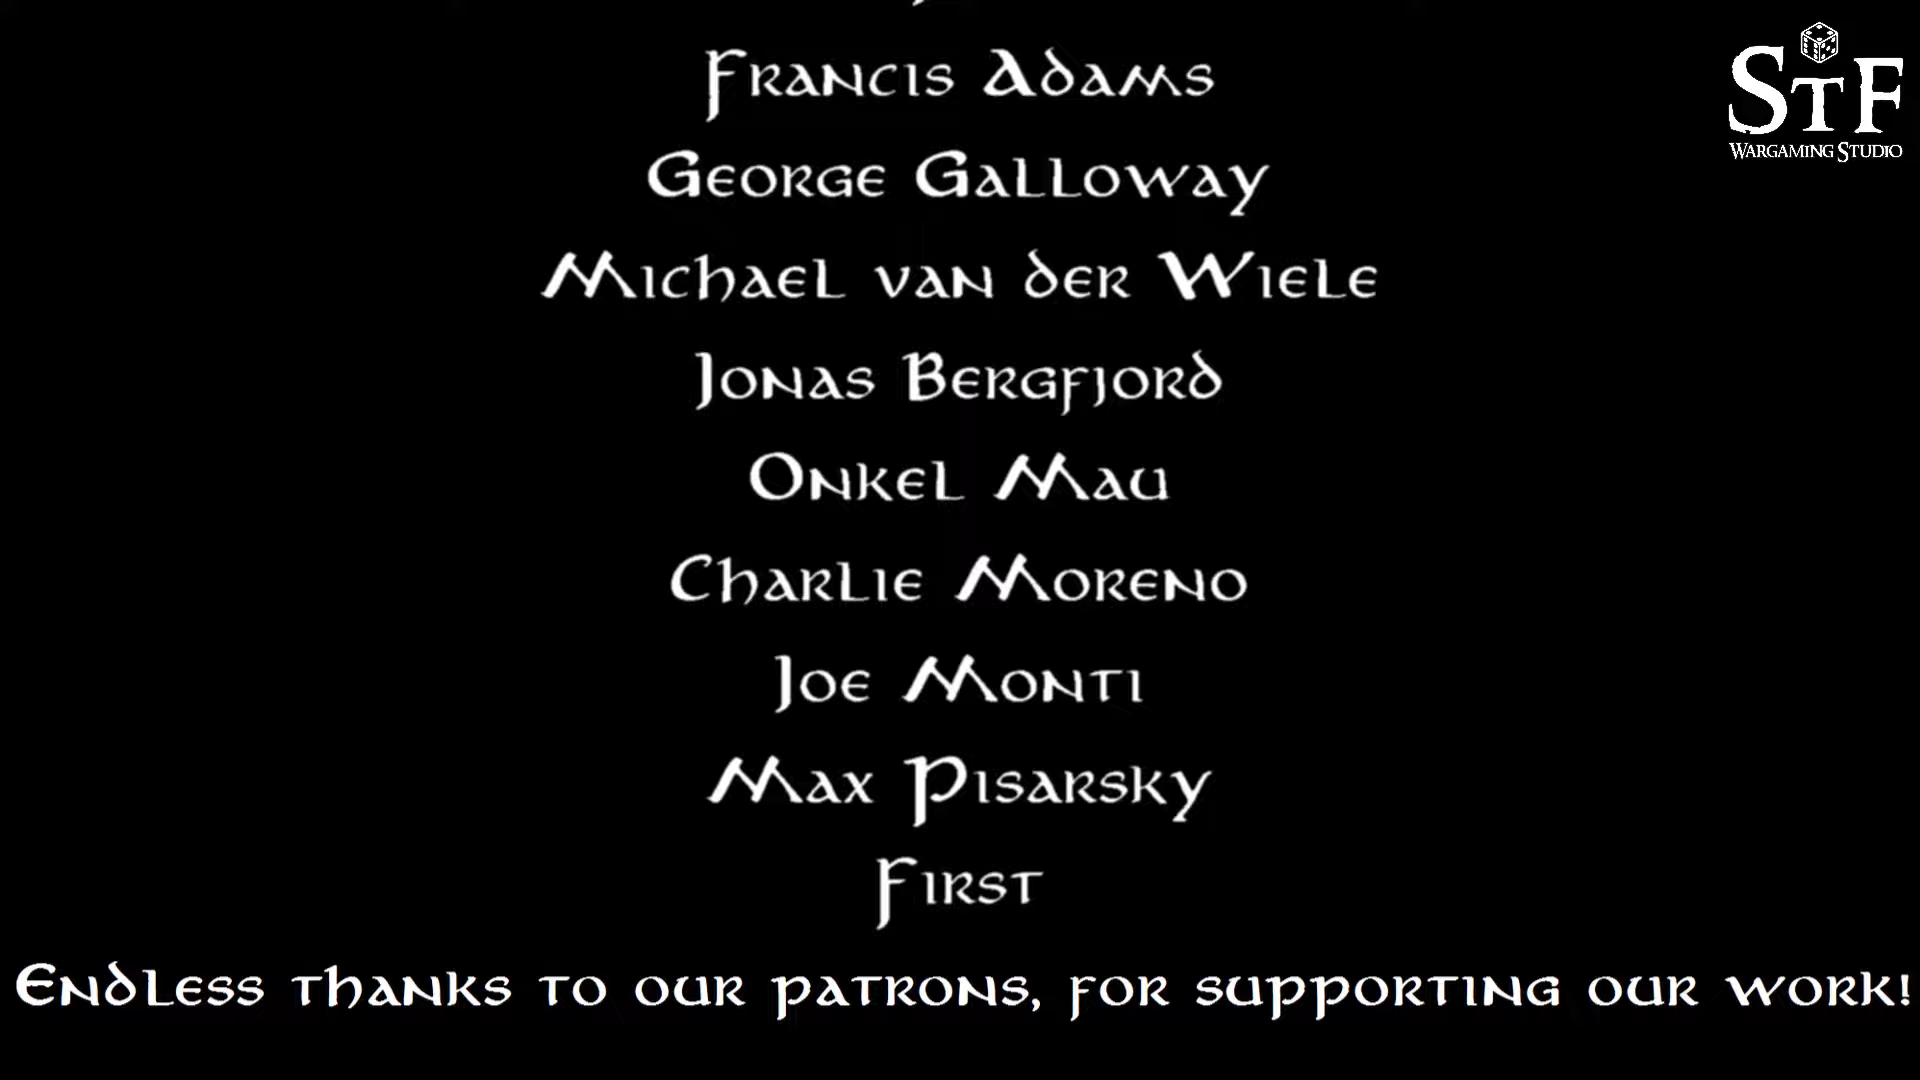 Francis Adams
George Galloway
Michael van der Wiele
Jonas Bergfjord
Onkel Mau
Charlie Moreno
Joe Monti
Max Pisarsky
First
Endless thanks to our patrons, for supporting our work!
STF
Wargaming Studio